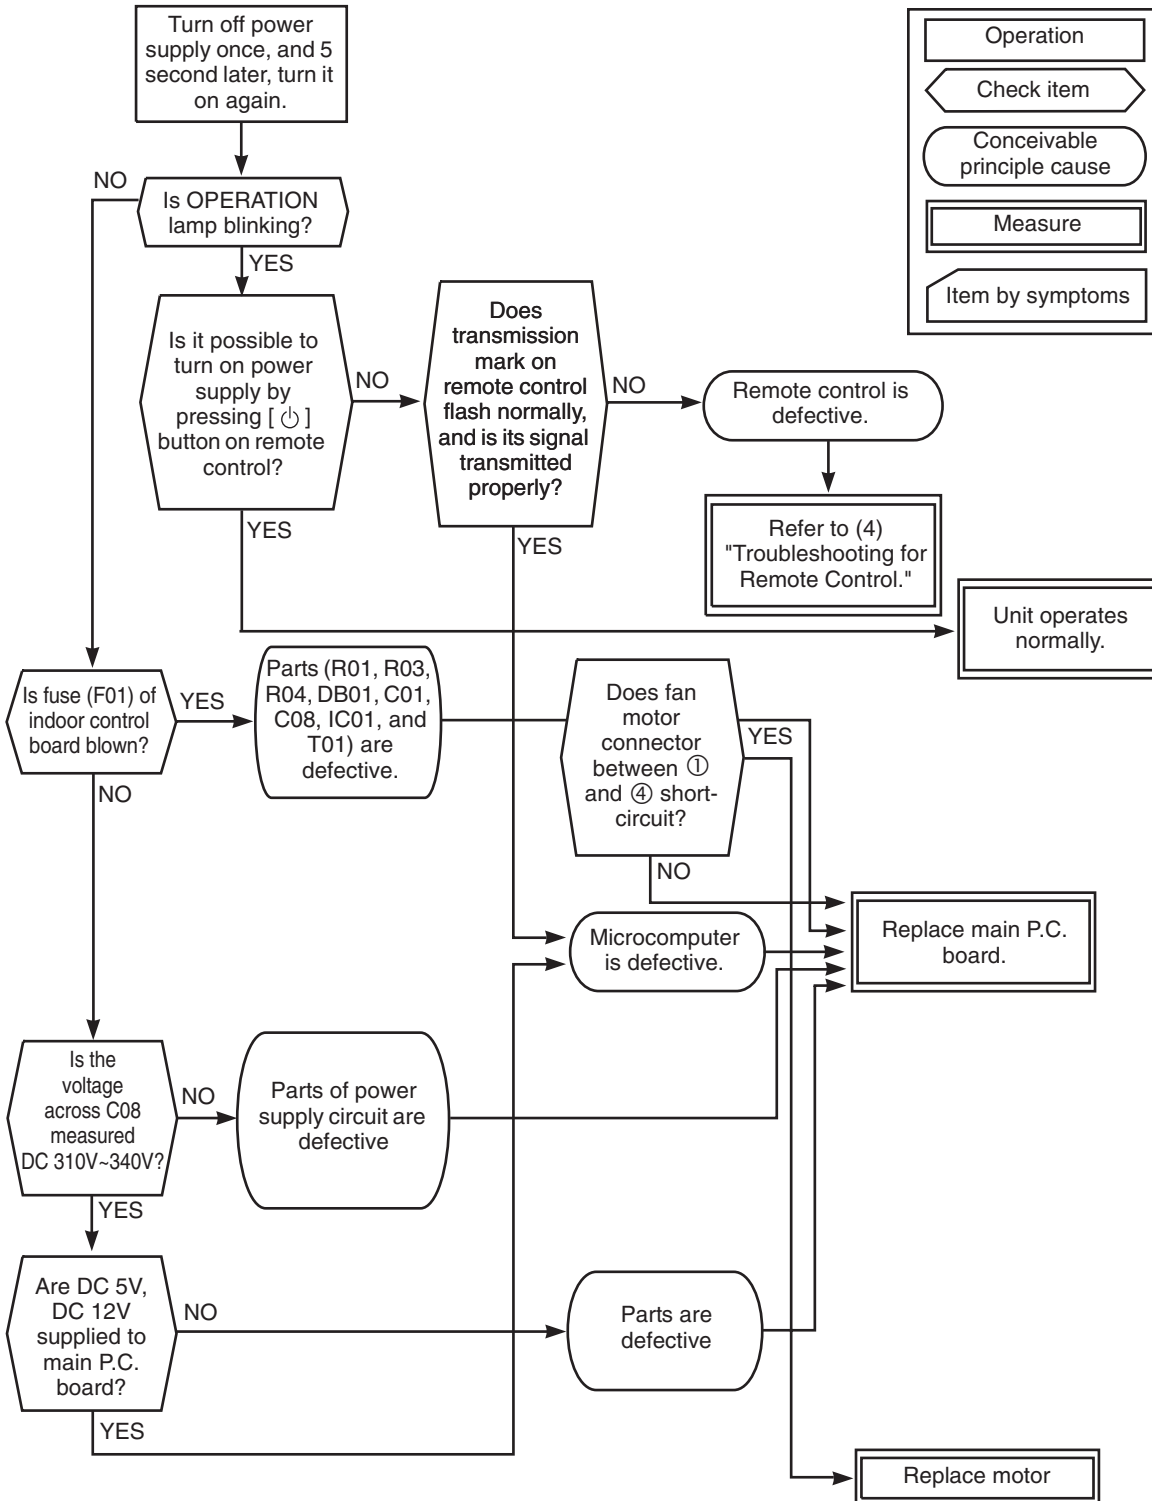 Turn off power
supply once, and 5
second later, turn it
on again.
Operation
Check item
Conceivable
principle cause
Measure
Item by symptoms
NO
Is OPERATION
lamp blinking?
YES
Is it possible to
turn on power
supply by
pressing [ ⏻ ]
button on remote
control?
NO
YES
Does
transmission
mark on
remote control
flash normally,
and is its signal
transmitted
properly?
NO
YES
Remote control is
defective.
Refer to (4)
"Troubleshooting for
Remote Control."
Unit operates
normally.
Is fuse (F01) of
indoor control
board blown?
YES
NO
Parts (R01, R03,
R04, DB01, C01,
C08, IC01, and
T01) are
defective.
Does fan
motor
connector
between ①
and ④ short-
circuit?
YES
NO
Microcomputer
is defective.
Replace main P.C.
board.
Is the
voltage
across C08
measured
DC 310V~340V?
NO
YES
Parts of power
supply circuit are
defective
Are DC 5V,
DC 12V
supplied to
main P.C.
board?
NO
YES
Parts are
defective
Replace motor